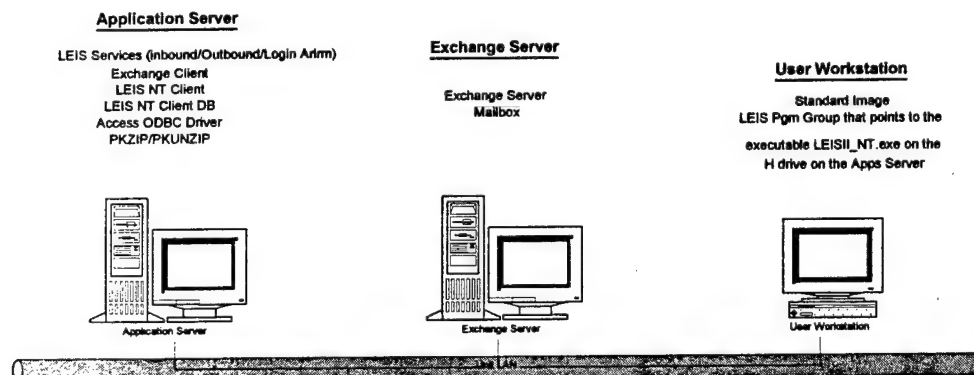 Application Server
LEIS Services (inbound/Outbound/Login Arlrm)
Exchange Client
LEIS NT Client
LEIS NT Client DB
Access ODBC Driver
PKZIP/PKUNZIP
Exchange Server
Exchange Server
Mailbox
User Workstation
Standard Image
LEIS Pgm Group that points to the
executable LEISII_NT.exe on the
H drive on the Apps Server
Application Server
Exchange Server
User Workstation
LAN